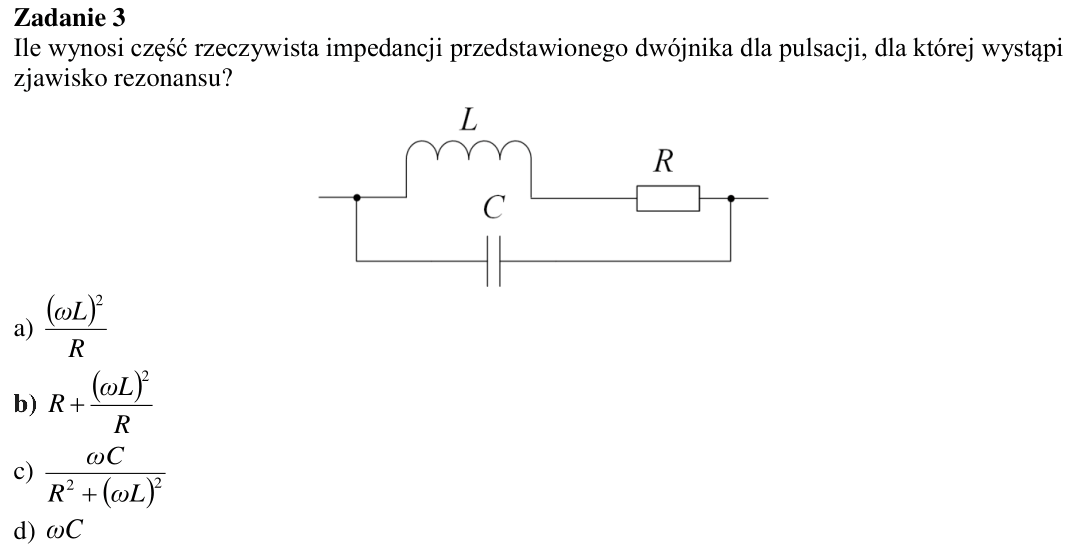 Zadanie 3
Ile wynosi część rzeczywista impedancji przedstawionego dwójnika dla pulsacji, dla której wystąpi
zjawisko rezonansu?
L
R
C
a) (ωL)² / R
b) R + (ωL)² / R
c) ωC / R² + (ωL)²
d) ωC